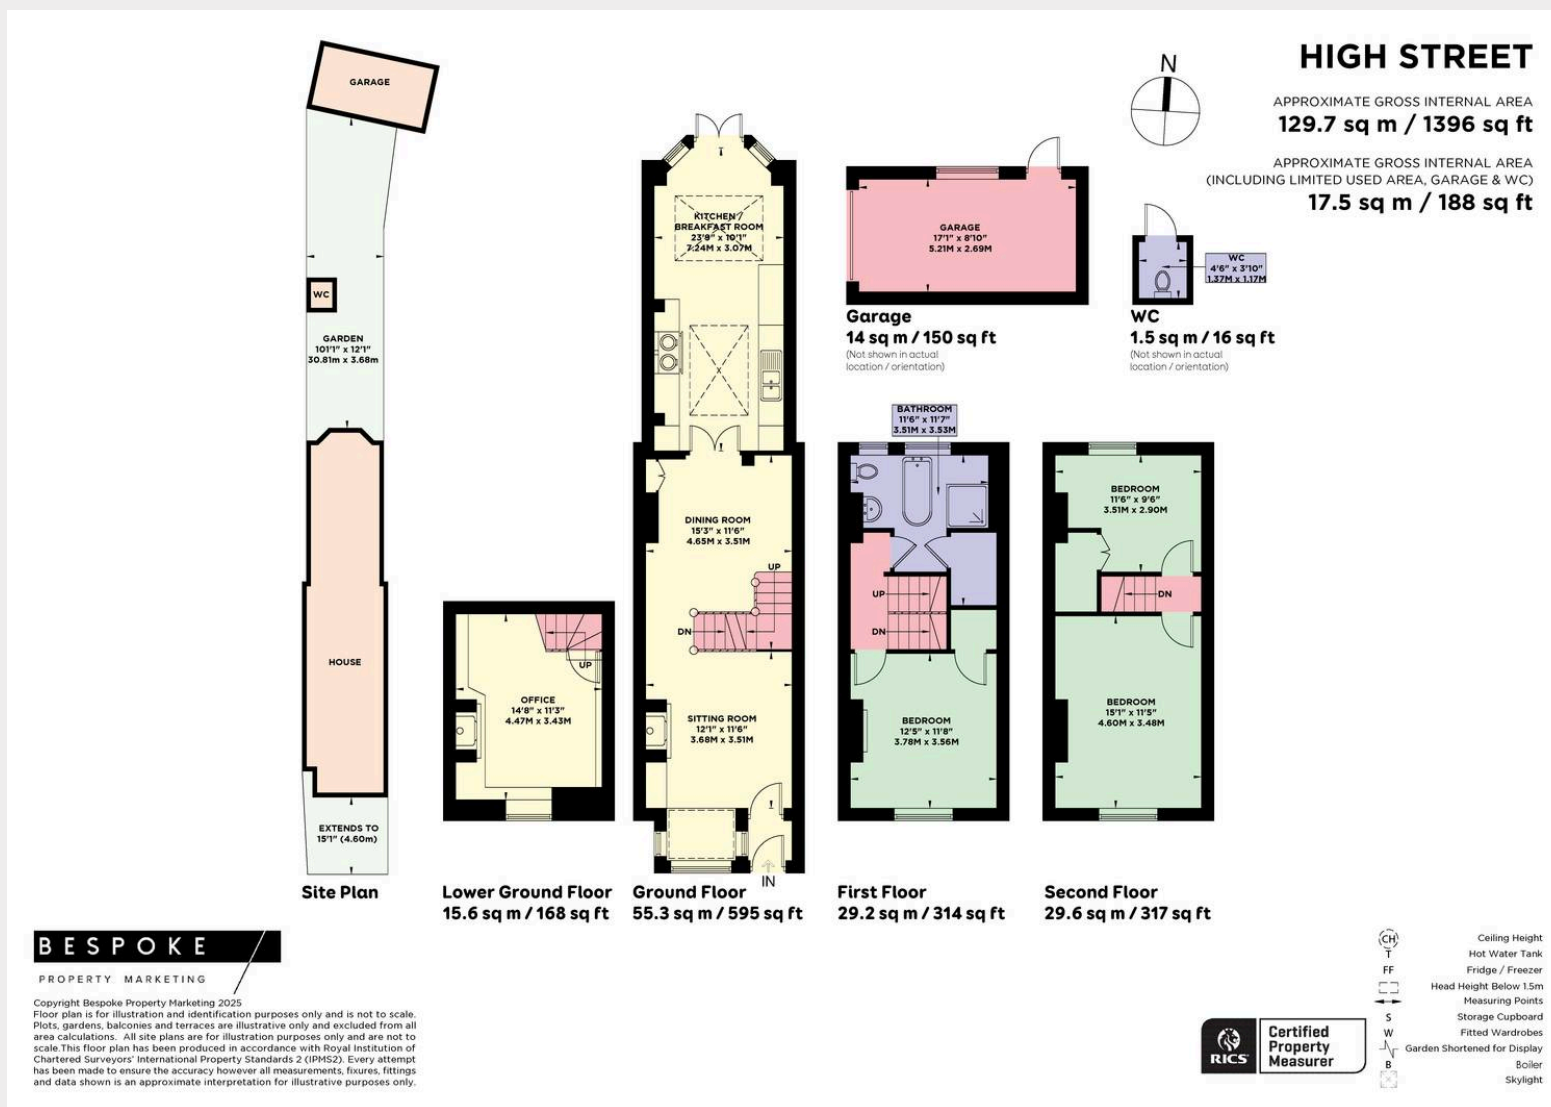 HIGH STREET
APPROXIMATE GROSS INTERNAL AREA
129.7 sq m / 1396 sq ft
APPROXIMATE GROSS INTERNAL AREA
(INCLUDING LIMITED USED AREA, GARAGE & WC)
17.5 sq m / 188 sq ft
N
GARAGE
WC
GARDEN
101'1" x 12'1"
30.81m x 3.68m
HOUSE
EXTENDS TO
15'1" (4.60m)
Site Plan
OFFICE
14'8" x 11'3"
4.47M x 3.43M
UP
Lower Ground Floor
15.6 sq m / 168 sq ft
KITCHEN /
BREAKFAST ROOM
23'9" x 10'1"
7.24M x 3.07M
DINING ROOM
15'3" x 11'6"
4.65M x 3.51M
UP
DN
SITTING ROOM
12'1" x 11'6"
3.68M x 3.51M
IN
Ground Floor
55.3 sq m / 595 sq ft
GARAGE
17'1" x 8'10"
5.21M x 2.69M
Garage
14 sq m / 150 sq ft
(Not shown in actual
location / orientation)
WC
4'6" x 3'10"
1.37M x 1.17M
WC
1.5 sq m / 16 sq ft
(Not shown in actual
location / orientation)
BATHROOM
11'6" x 11'7"
3.51M x 3.53M
UP
DN
BEDROOM
12'5" x 11'8"
3.78M x 3.56M
First Floor
29.2 sq m / 314 sq ft
BEDROOM
11'6" x 9'6"
3.51M x 2.90M
DN
BEDROOM
15'1" x 11'5"
4.60M x 3.48M
Second Floor
29.6 sq m / 317 sq ft
BESPOKE
PROPERTY MARKETING
Copyright Bespoke Property Marketing 2025
Floor plan is for illustration and identification purposes only and is not to scale.
Plots, gardens, balconies and terraces are illustrative only and excluded from all
area calculations. All site plans are for illustration purposes only and are not to
scale.This floor plan has been produced in accordance with Royal Institution of
Chartered Surveyors' International Property Standards 2 (IPMS2). Every attempt
has been made to ensure the accuracy however all measurements, fixures, fittings
and data shown is an approximate interpretation for illustrative purposes only.
RICS
Certified
Property
Measurer
CH Ceiling Height
T Hot Water Tank
FF Fridge / Freezer
Head Height Below 1.5m
Measuring Points
S Storage Cupboard
W Fitted Wardrobes
Garden Shortened for Display
B Boiler
Skylight